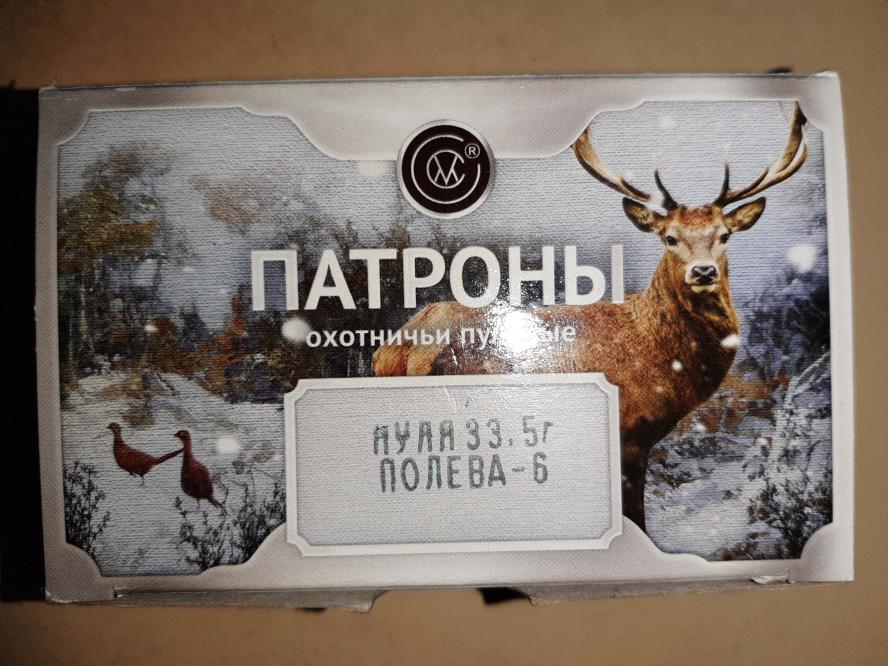 ®
ПАТРОНЫ
охотничьи
ПУЛЯ 33.5г
ПОЛЕВА-6